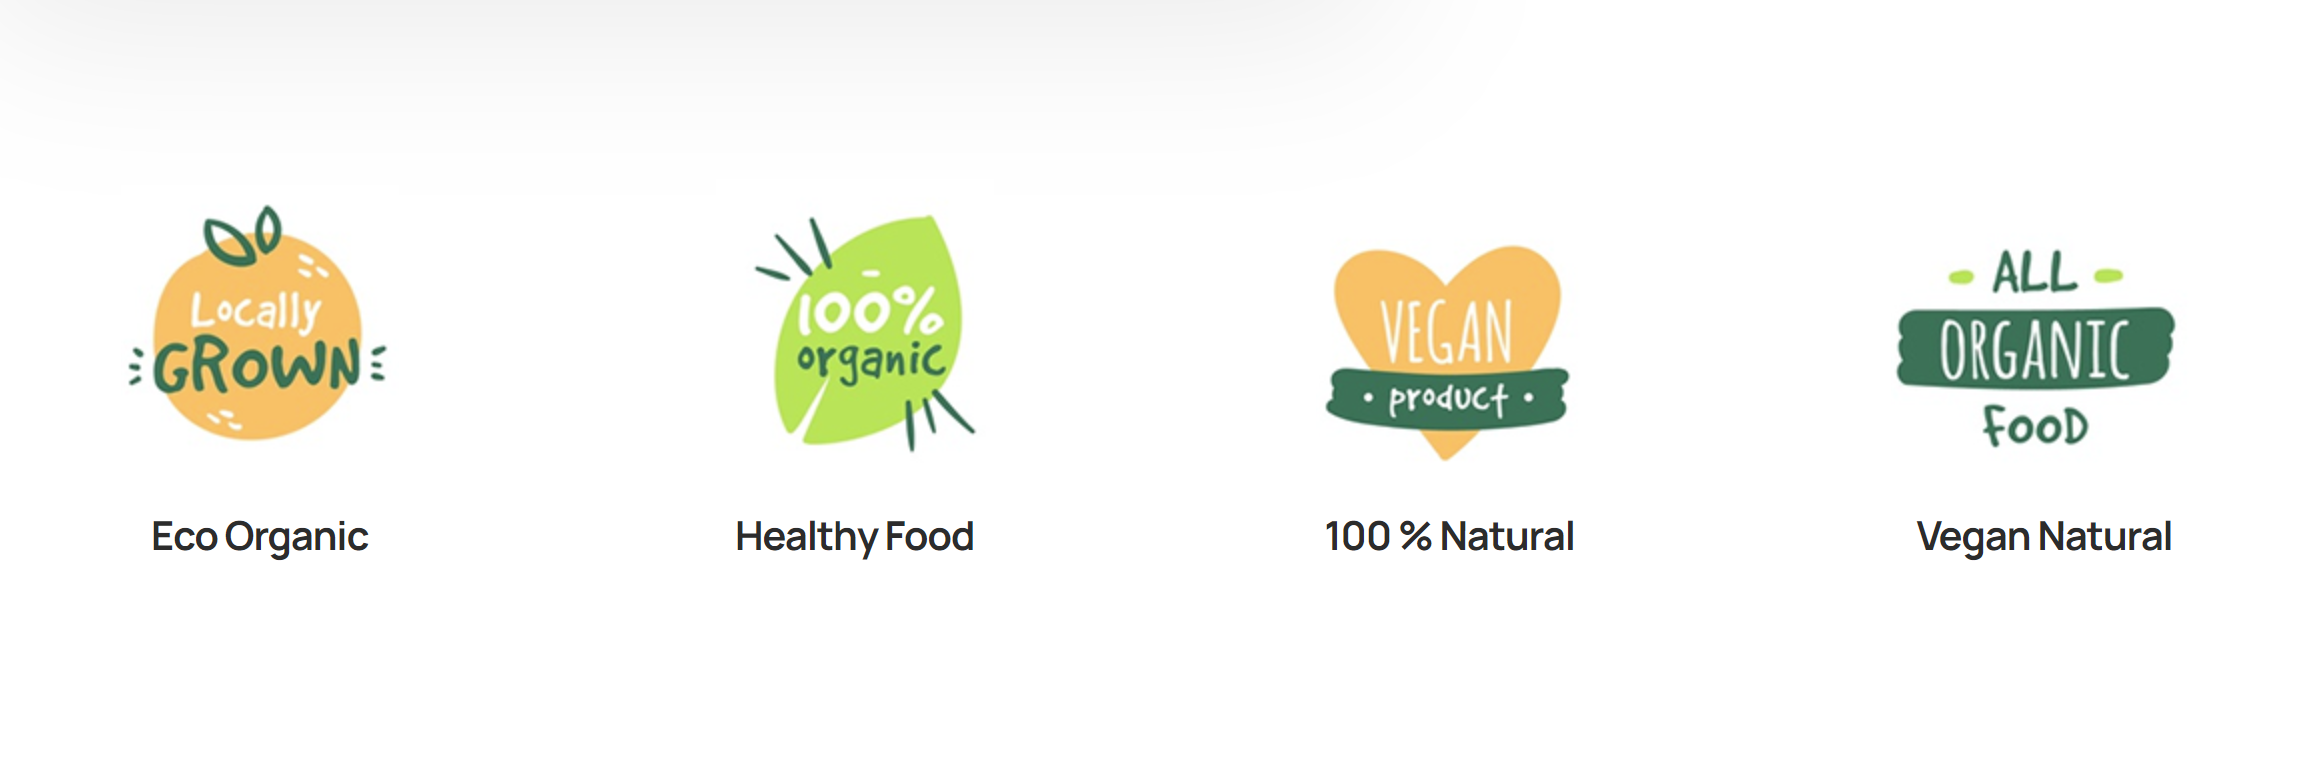 Locally
GROWN
Eco Organic
100%
organic
Healthy Food
VEGAN
• product •
100 % Natural
ALL
ORGANIC
FooD
Vegan Natural